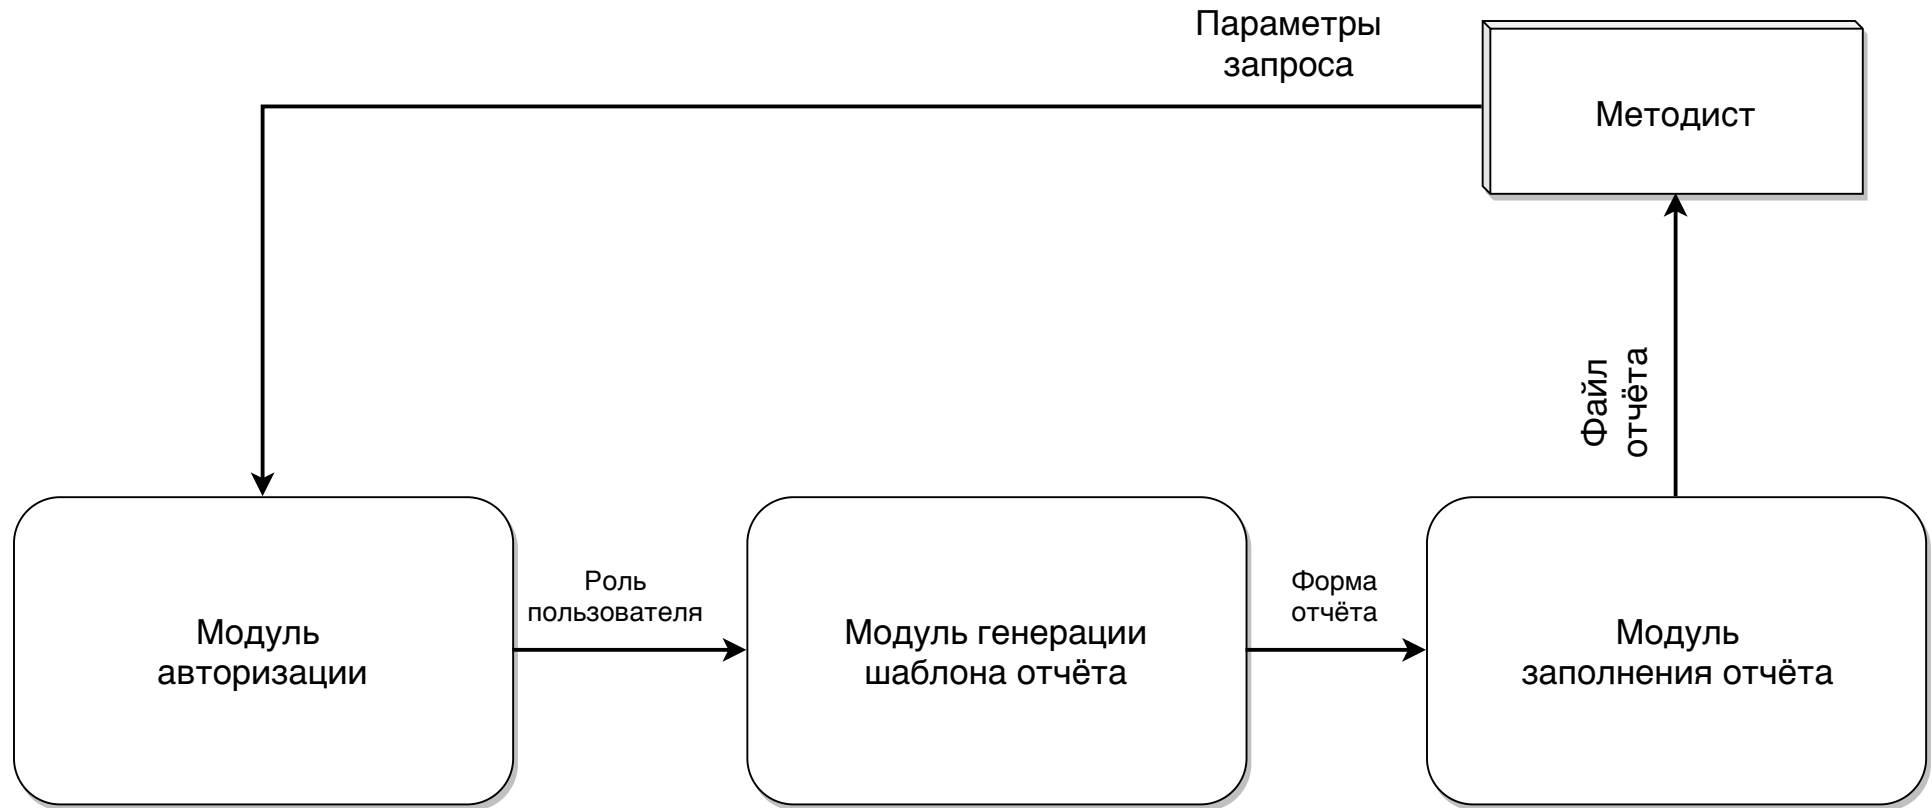 Параметры
запроса
Методист
Файл
отчёта
Роль
пользователя
Форма
отчёта
Модуль
авторизации
Модуль генерации
шаблона отчёта
Модуль
заполнения отчёта